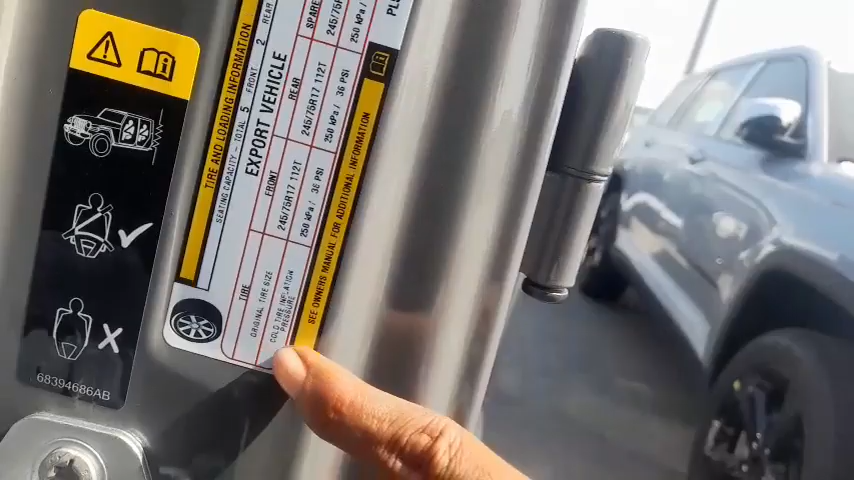 TIRE AND LOADING INFORMATION
SEATING CAPACITY - TOTAL 5 FRONT 2 REAR
EXPORT VEHICLE
TIRE FRONT REAR SPARE
ORIGINAL TIRE SIZE 245/75R17 112T 245/75R17 112T 245/75
COLD TIRE INFLATION PRESSURE 250 kPa / 36 PSI 250 kPa / 36 PSI 250 kPa /
SEE OWNERS MANUAL FOR ADDITIONAL INFORMATION
68394686AB